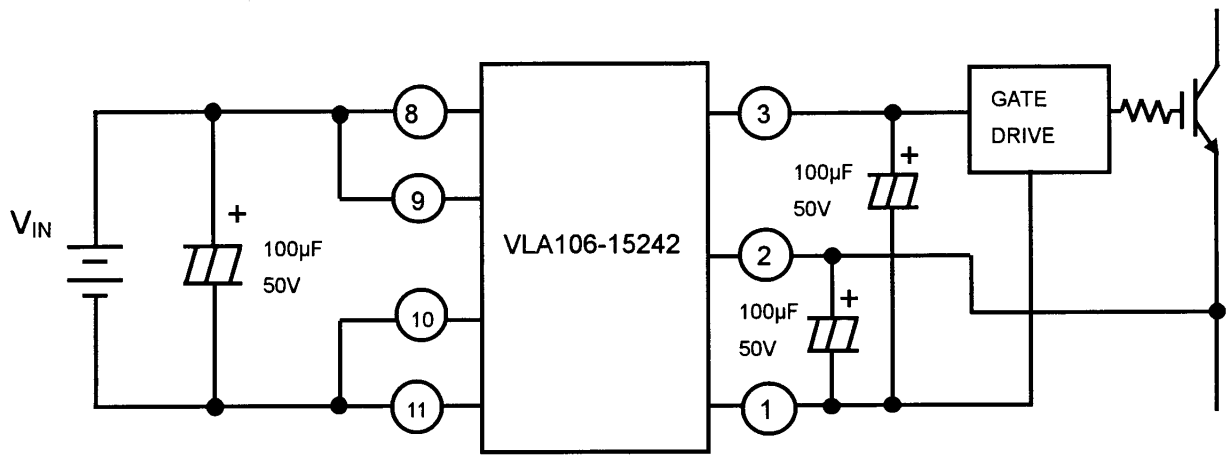 8
3
GATE
DRIVE
+
100µF
50V
9
V_IN
+
100µF
50V
VLA106-15242
2
10
+
100µF
50V
11
1